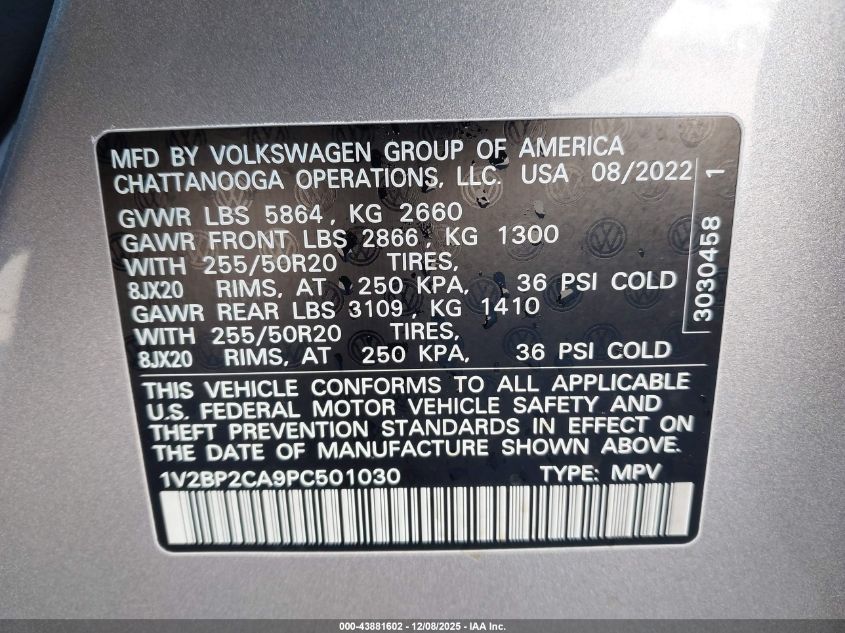 MFD BY VOLKSWAGEN GROUP OF AMERICA
CHATTANOOGA OPERATIONS, LLC. USA 08/2022
GVWR LBS 5864, KG 2660
GAWR FRONT LBS 2866, KG 1300
WITH 255/50R20 TIRES,
8JX20 RIMS, AT 250 KPA, 36 PSI COLD
GAWR REAR LBS 3109, KG 1410
WITH 255/50R20 TIRES,
8JX20 RIMS, AT 250 KPA, 36 PSI COLD
3030458 1
THIS VEHICLE CONFORMS TO ALL APPLICABLE
U.S. FEDERAL MOTOR VEHICLE SAFETY AND
THEFT PREVENTION STANDARDS IN EFFECT ON
THE DATE OF MANUFACTURE SHOWN ABOVE.
1V2BP2CA9PC501030 TYPE: MPV
000-43881602 - 12/08/2025 - IAA Inc.